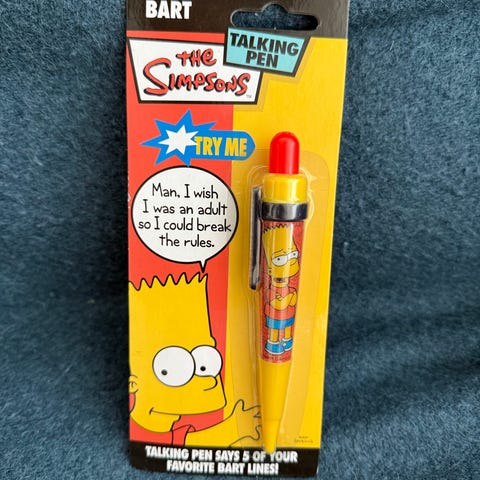 BART
TALKING
PEN
THE
SIMPSONS
TRY ME
Man, I wish
I was an adult
so I could break
the rules.
TALKING PEN SAYS 5 OF YOUR
FAVORITE BART LINES!